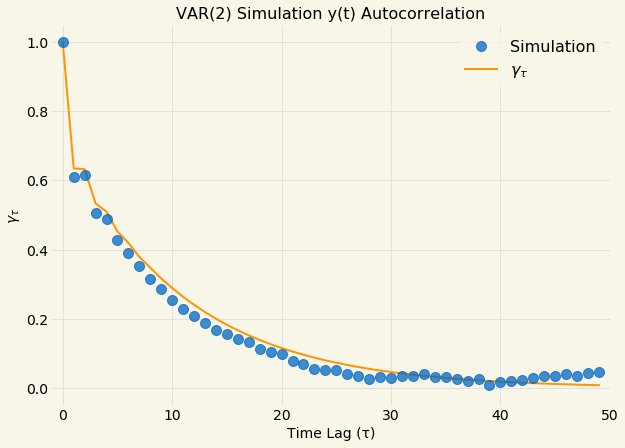 VAR(2) Simulation y(t) Autocorrelation
Simulation
γτ
1.0
0.8
0.6
0.4
0.2
0.0
γτ
0 10 20 30 40 50
Time Lag (τ)